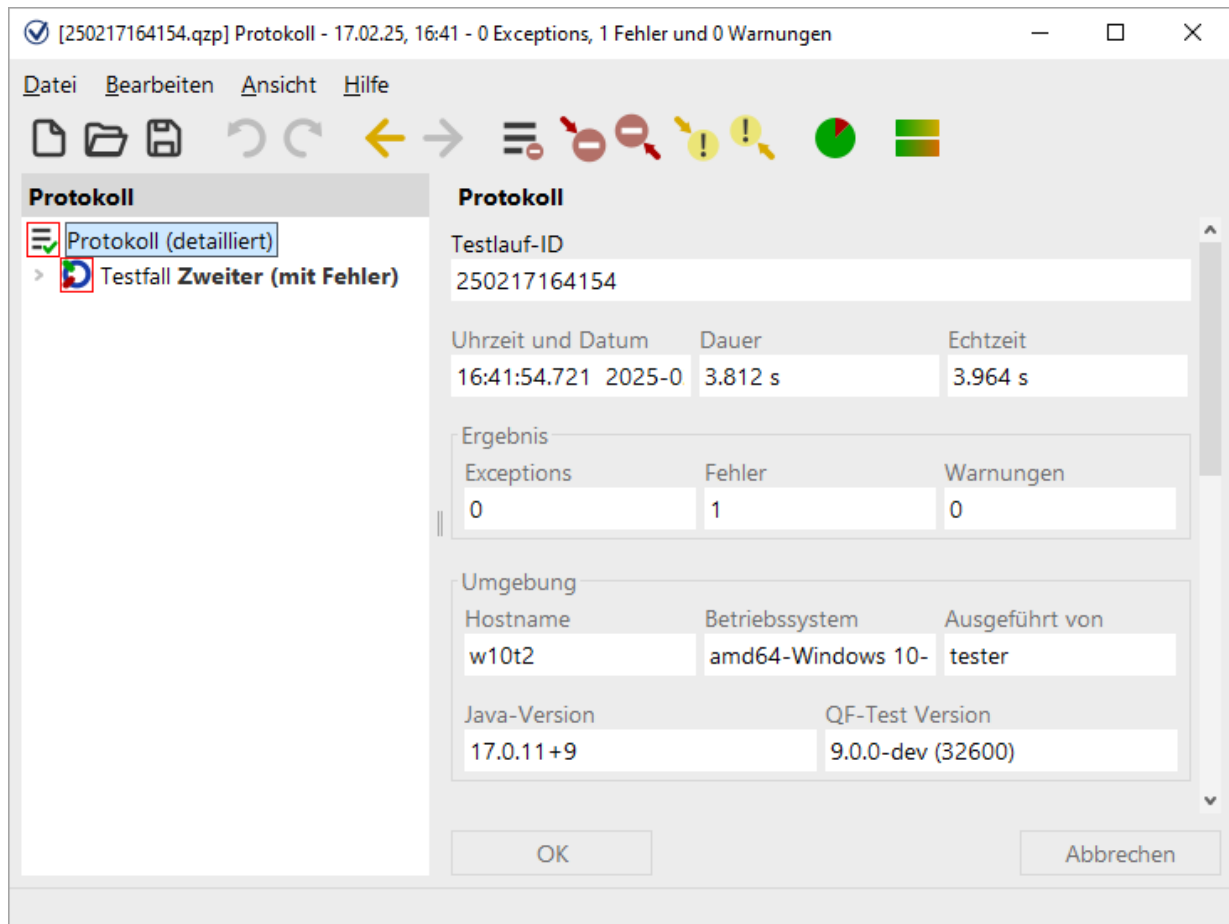 [250217164154.qzp] Protokoll - 17.02.25, 16:41 - 0 Exceptions, 1 Fehler und 0 Warnungen
Datei Bearbeiten Ansicht Hilfe
Protokoll
Protokoll (detailliert)
Testfall Zweiter (mit Fehler)
Protokoll
Testlauf-ID
250217164154
Uhrzeit und Datum Dauer Echtzeit
16:41:54.721 2025-0 3.812 s 3.964 s
Ergebnis
Exceptions Fehler Warnungen
0 1 0
Umgebung
Hostname Betriebssystem Ausgeführt von
w10t2 amd64-Windows 10- tester
Java-Version QF-Test Version
17.0.11+9 9.0.0-dev (32600)
OK Abbrechen